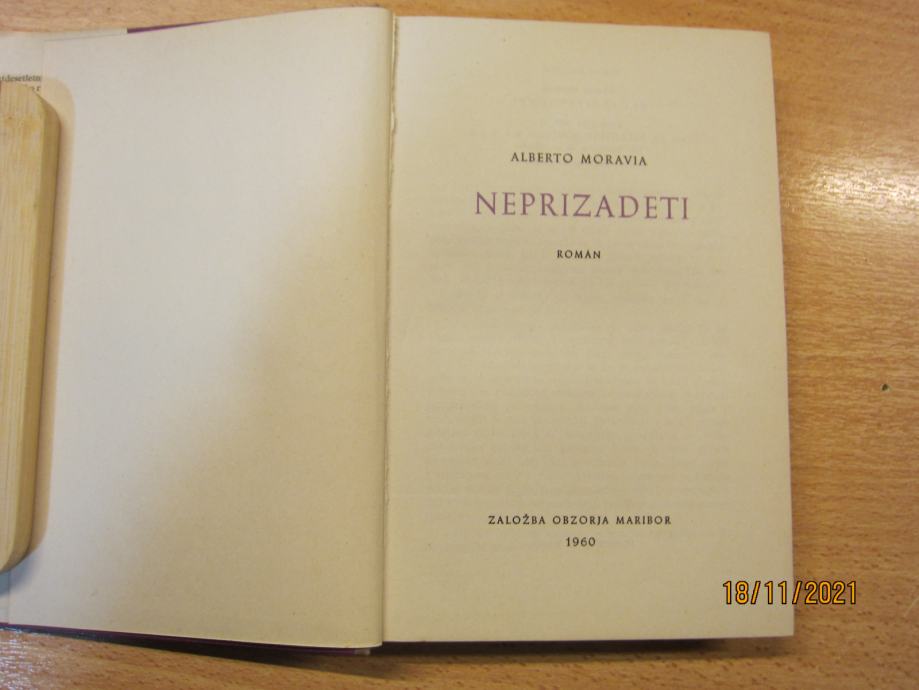 ALBERTO MORAVIA
NEPRIZADETI
ROMAN
ZALOŽBA OBZORJA MARIBOR
1960
18/11/2021